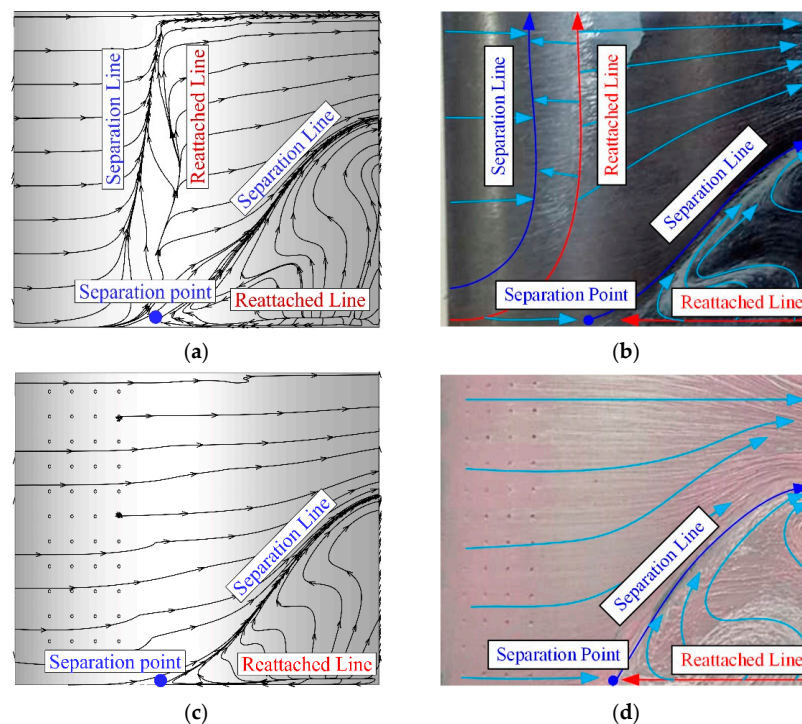 Separation Line
Reattached Line
Separation Line
Separation point
Reattached Line
(a)
Separation Line
Reattached Line
Separation Line
Separation Point
Reattached Line
(b)
Separation Line
Separation point
Reattached Line
(c)
Separation Line
Separation Point
Reattached Line
(d)